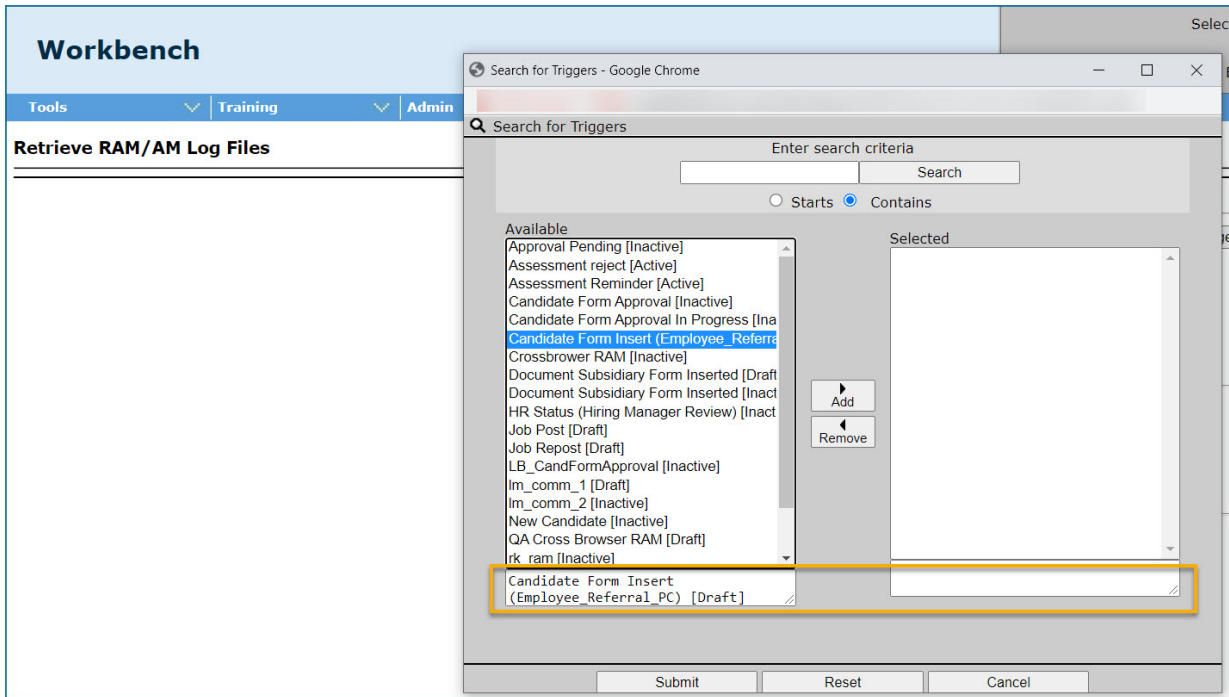 Selec
Workbench
Search for Triggers - Google Chrome
Tools
Training
Admin
Search for Triggers
Retrieve RAM/AM Log Files
Enter search criteria
Search
Starts Contains
Available
Selected
Approval Pending [Inactive]
Assessment reject [Active]
Assessment Reminder [Active]
Candidate Form Approval [Inactive]
Candidate Form Approval In Progress [Ina
Candidate Form Insert (Employee_Referra
Crossbrower RAM [Inactive]
Document Subsidiary Form Inserted [Draft
Document Subsidiary Form Inserted [Inact
HR Status (Hiring Manager Review) [Inact
Job Post [Draft]
Job Repost [Draft]
LB_CandFormApproval [Inactive]
lm_comm_1 [Draft]
lm_comm_2 [Inactive]
New Candidate [Inactive]
QA Cross Browser RAM [Draft]
rk_ram [Inactive]
Add
Remove
Candidate Form Insert
(Employee_Referral_PC) [Draft]
Submit
Reset
Cancel